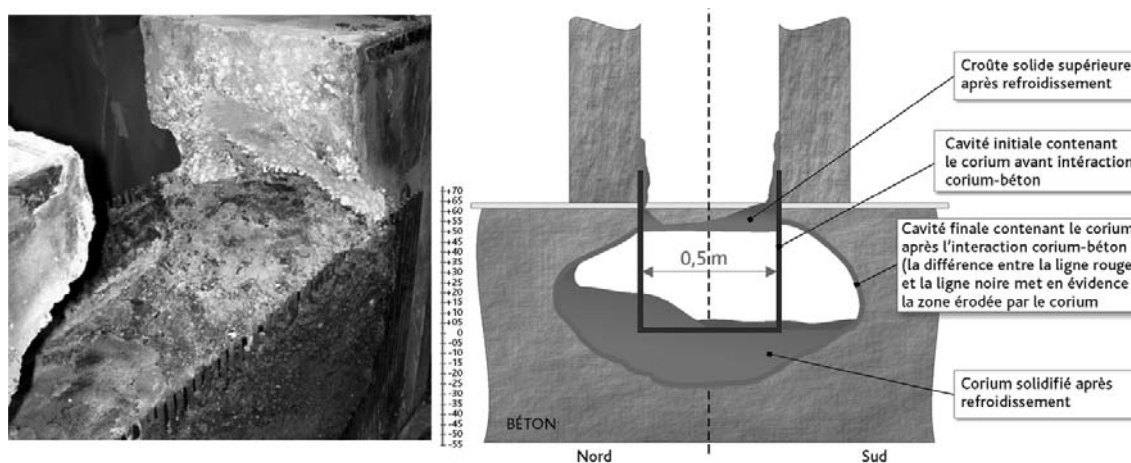 +70
+65
+60
+55
+50
+45
+40
+35
+30
+25
+20
+15
+10
+05
0
-05
-10
-15
-20
-25
-30
-35
-40
-45
-50
-55
Croûte solide supérieure
après refroidissement
Cavité initiale contenant
le corium avant intéraction
corium-béton
Cavité finale contenant le corium
après l'interaction corium-béton
(la différence entre la ligne rouge
et la ligne noire met en évidence
la zone érodée par le corium
0,5 m
Corium solidifié après
refroidissement
BÉTON
Nord
Sud